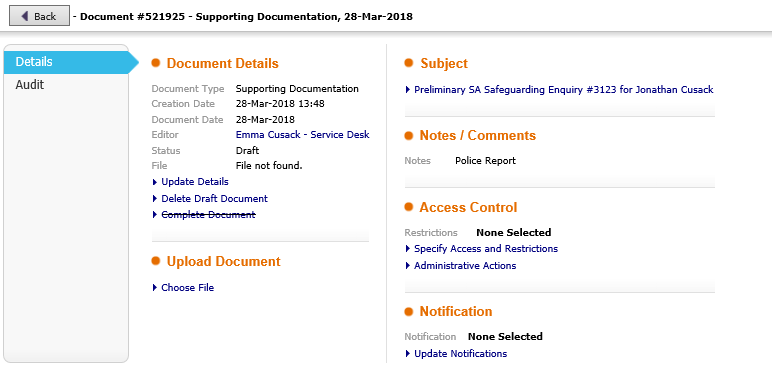 Back - Document #521925 - Supporting Documentation, 28-Mar-2018
Details
Audit
Document Details
Document Type Supporting Documentation
Creation Date 28-Mar-2018 13:48
Document Date 28-Mar-2018
Editor Emma Cusack - Service Desk
Status Draft
File File not found.
Update Details
Delete Draft Document
Complete Document
Upload Document
Choose File
Subject
Preliminary SA Safeguarding Enquiry #3123 for Jonathan Cusack
Notes / Comments
Notes Police Report
Access Control
Restrictions None Selected
Specify Access and Restrictions
Administrative Actions
Notification
Notification None Selected
Update Notifications